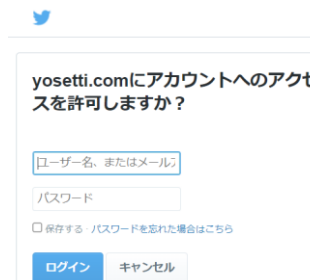 yosetti.comにアカウントへのアクセ
スを許可しますか？
ユーザー名、またはメール
パスワード
保存する · パスワードを忘れた場合はこちら
ログイン キャンセル